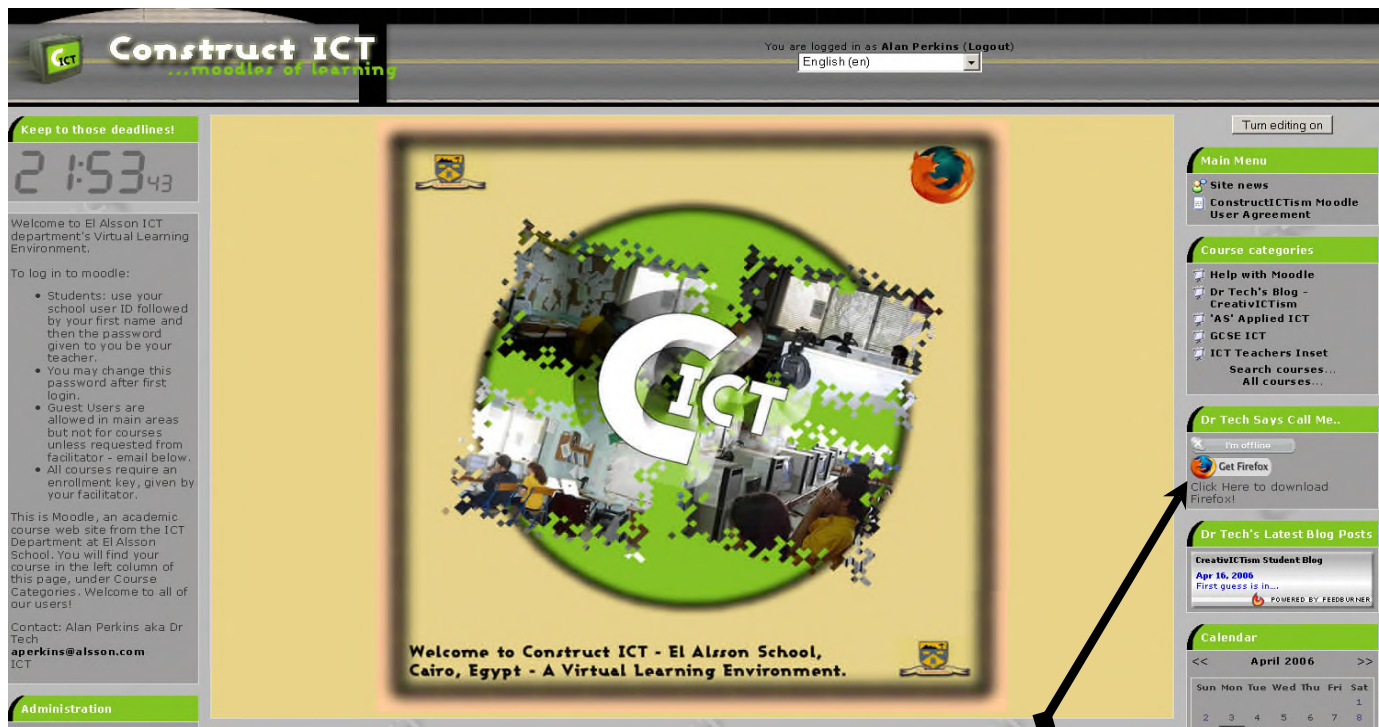 Construct ICT
...moodles of learning
You are logged in as Alan Perkins (Logout)
English (en)
Keep to those deadlines!
21:53 43
Welcome to El Alsson ICT
department's Virtual Learning
Environment.
To log in to moodle:
• Students: use your
school user ID followed
by your first name and
then the password
given to you be your
teacher.
• You may change this
password after first
login.
• Guest Users are
allowed in main areas
but not for courses
unless requested from
facilitator - email below.
• All courses require an
enrollment key, given by
your facilitator.
This is Moodle, an academic
course web site from the ICT
Department at El Alsson
School. You will find your
course in the left column of
this page, under Course
Categories. Welcome to all of
our users!
Contact: Alan Perkins aka Dr
Tech
aperkins@alsson.com
ICT
Administration
CICT
Welcome to Construct ICT - El Alsson School,
Cairo, Egypt - A Virtual Learning Environment.
Turn editing on
Main Menu
Site news
ConstructICTism Moodle
User Agreement
Course categories
Help with Moodle
Dr Tech's Blog -
CreativICTism
'AS' Applied ICT
GCSE ICT
ICT Teachers Inset
Search courses...
All courses...
Dr Tech Says Call Me..
I'm offline
Get Firefox
Click Here to download
Firefox!
Dr Tech's Latest Blog Posts
CreativICTism Student Blog
Apr 16, 2006
First guess is in...
POWERED BY FEEDBURNER
Calendar
<< April 2006 >>
Sun Mon Tue Wed Thu Fri Sat
1
2 3 4 5 6 7 8